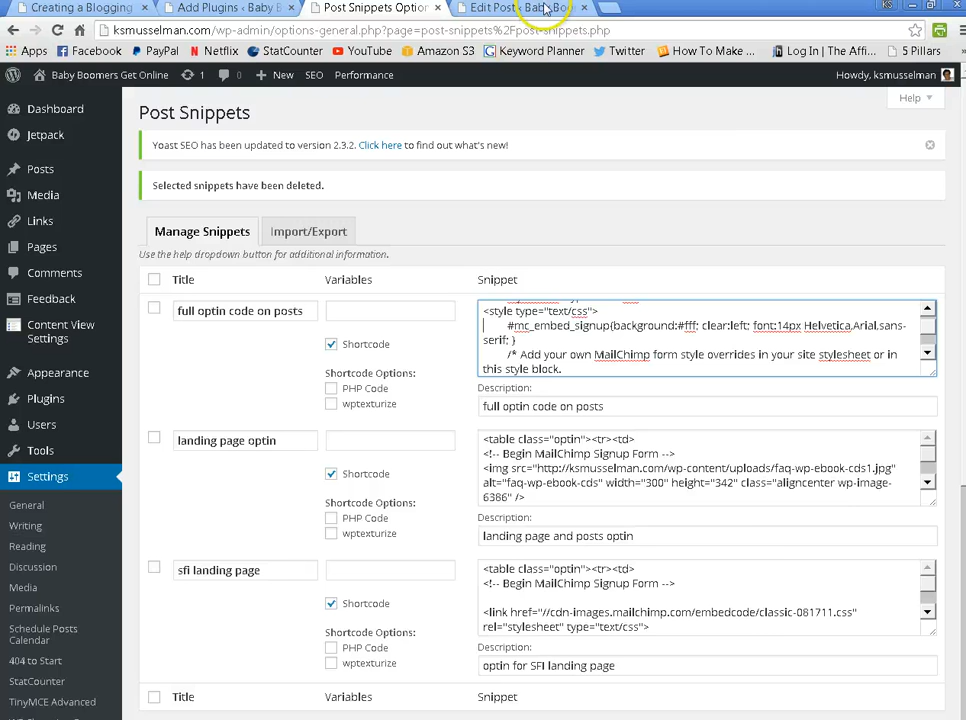 Creating a Blogging
Add Plugins ‹ Baby B
Post Snippets Option
Edit Post ‹ Baby Boo
KS
ksmusselman.com/wp-admin/options-general.php?page=post-snippets%2Fpost-snippets.php
Apps Facebook PayPal Netflix StatCounter YouTube Amazon S3 Keyword Planner Twitter How To Make ... Log In | The Affi... 5 Pillars
Baby Boomers Get Online 1 0 New SEO Performance Howdy, ksmusselman
Help
Dashboard
Jetpack
Posts
Media
Links
Pages
Comments
Feedback
Content View
Settings
Appearance
Plugins
Users
Tools
Settings
General
Writing
Reading
Discussion
Media
Permalinks
Schedule Posts
Calendar
404 to Start
StatCounter
TinyMCE Advanced
Post Snippets
Yoast SEO has been updated to version 2.3.2. Click here to find out what's new!
Selected snippets have been deleted.
Manage Snippets Import/Export
Use the help dropdown button for additional information.
Title Variables Snippet
full optin code on posts
Shortcode
Shortcode Options:
PHP Code
wptexturize
<style type="text/css">
#mc_embed_signup{background:#fff; clear:left; font:14px Helvetica,Arial,sans-
serif; }
/* Add your own MailChimp form style overrides in your site stylesheet or in
this style block.
Description:
full optin code on posts
landing page optin
Shortcode
Shortcode Options:
PHP Code
wptexturize
<table class="optin"><tr><td>
<!-- Begin MailChimp Signup Form -->
<img src="http://ksmusselman.com/wp-content/uploads/faq-wp-ebook-cds1.jpg"
alt="faq-wp-ebook-cds" width="300" height="342" class="aligncenter wp-image-
6386" />
Description:
landing page and posts optin
sfi landing page
Shortcode
Shortcode Options:
PHP Code
wptexturize
<table class="optin"><tr><td>
<!-- Begin MailChimp Signup Form -->
<link href="//cdn-images.mailchimp.com/embedcode/classic-081711.css"
rel="stylesheet" type="text/css">
Description:
optin for SFI landing page
Title Variables Snippet